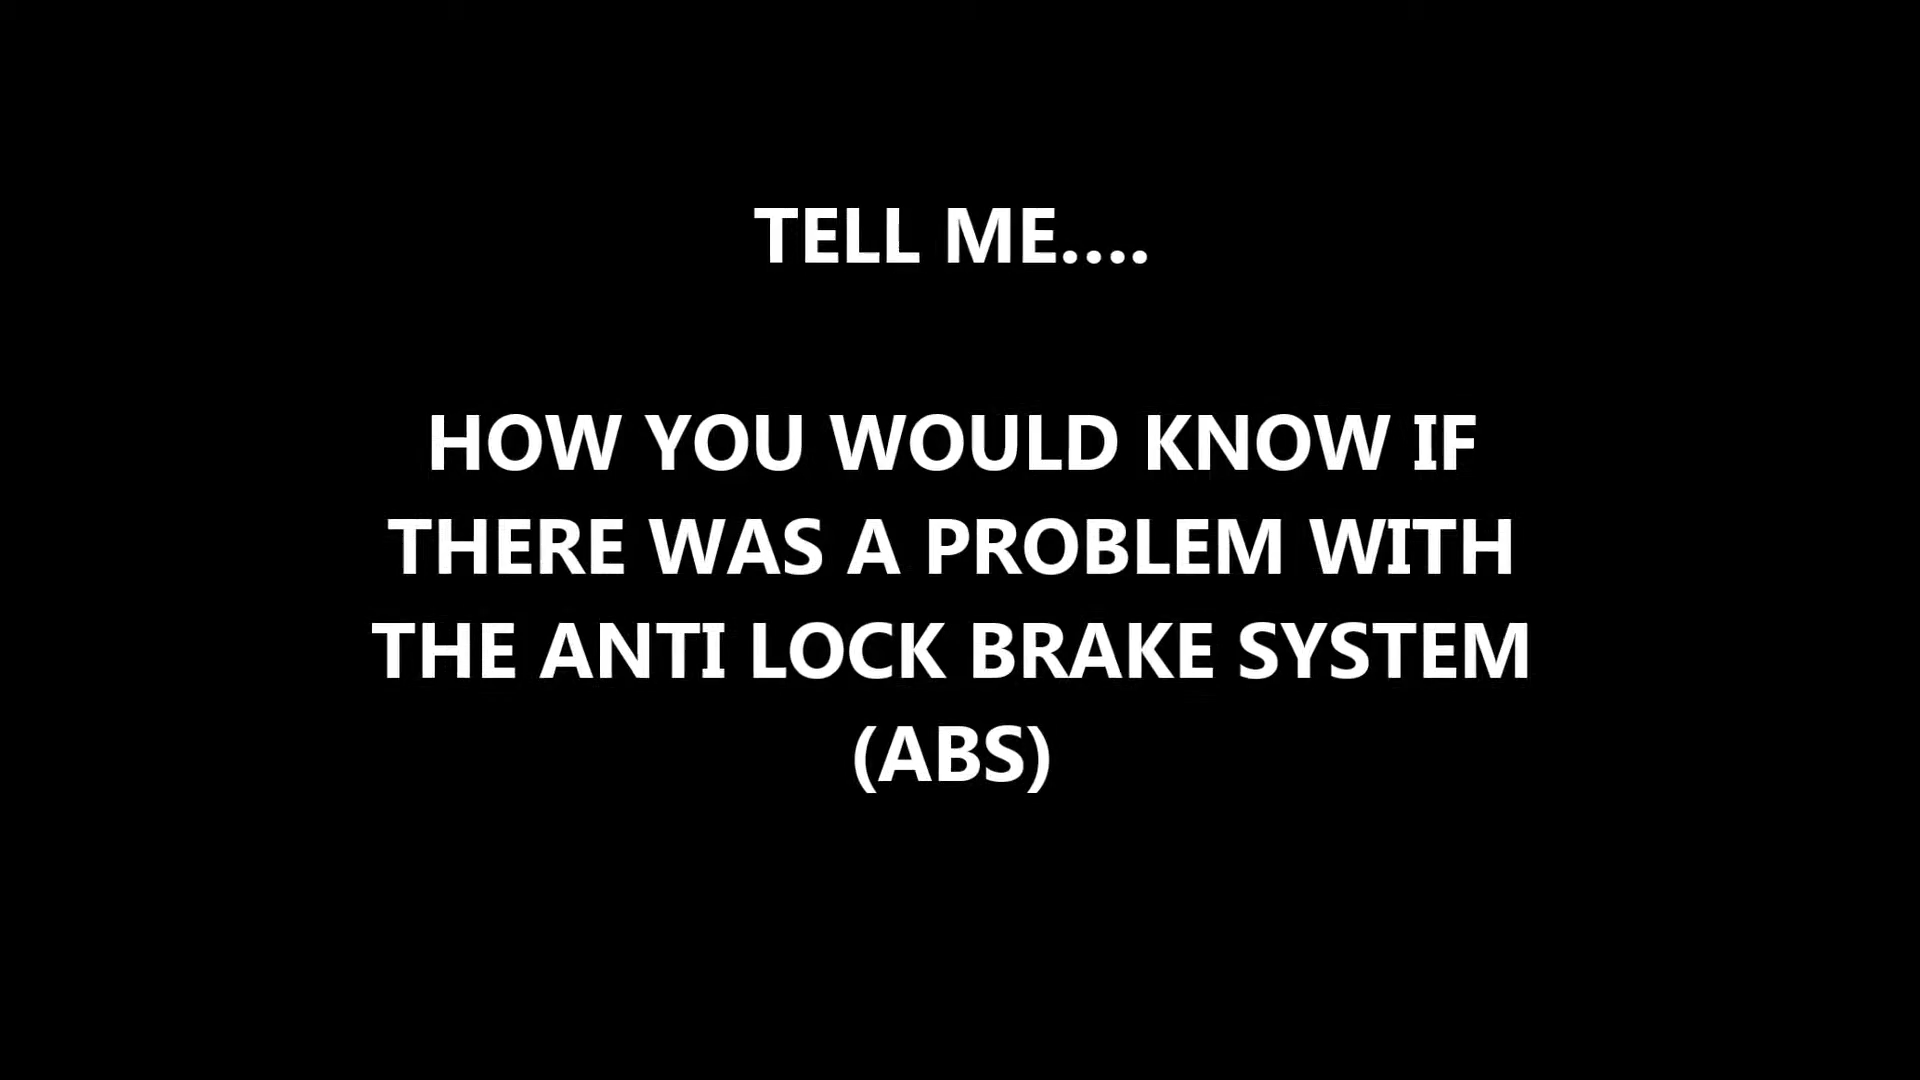 TELL ME....
HOW YOU WOULD KNOW IF
THERE WAS A PROBLEM WITH
THE ANTI LOCK BRAKE SYSTEM
(ABS)